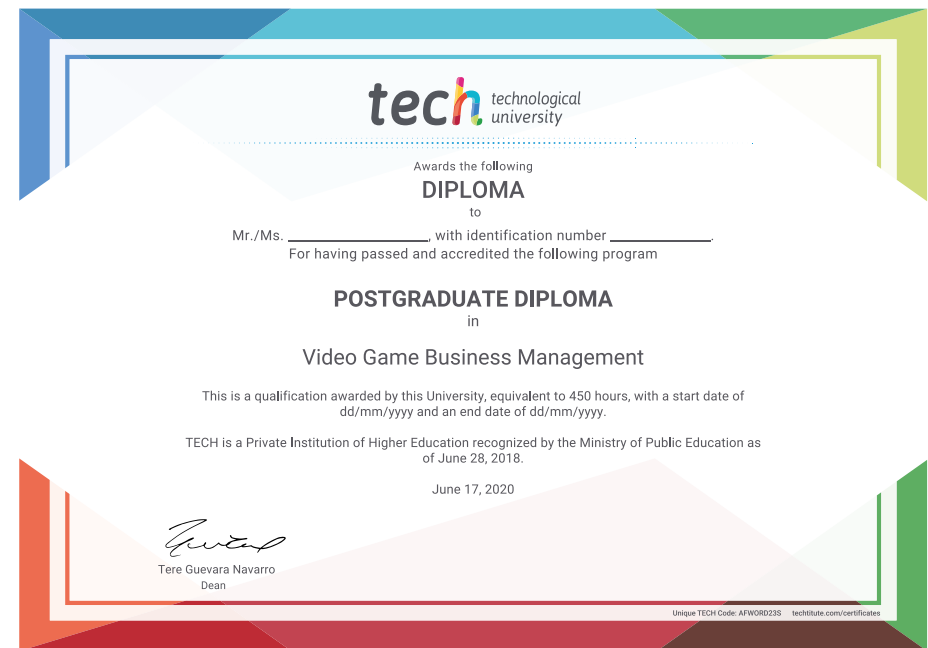 tech technological
university
Awards the following
DIPLOMA
to
Mr./Ms. ____________________, with identification number ______________.
For having passed and accredited the following program
POSTGRADUATE DIPLOMA
in
Video Game Business Management
This is a qualification awarded by this University, equivalent to 450 hours, with a start date of
dd/mm/yyyy and an end date of dd/mm/yyyy.
TECH is a Private Institution of Higher Education recognized by the Ministry of Public Education as
of June 28, 2018.
June 17, 2020
Tere Guevara Navarro
Dean
Unique TECH Code: AFWORD23S techtitute.com/certificates